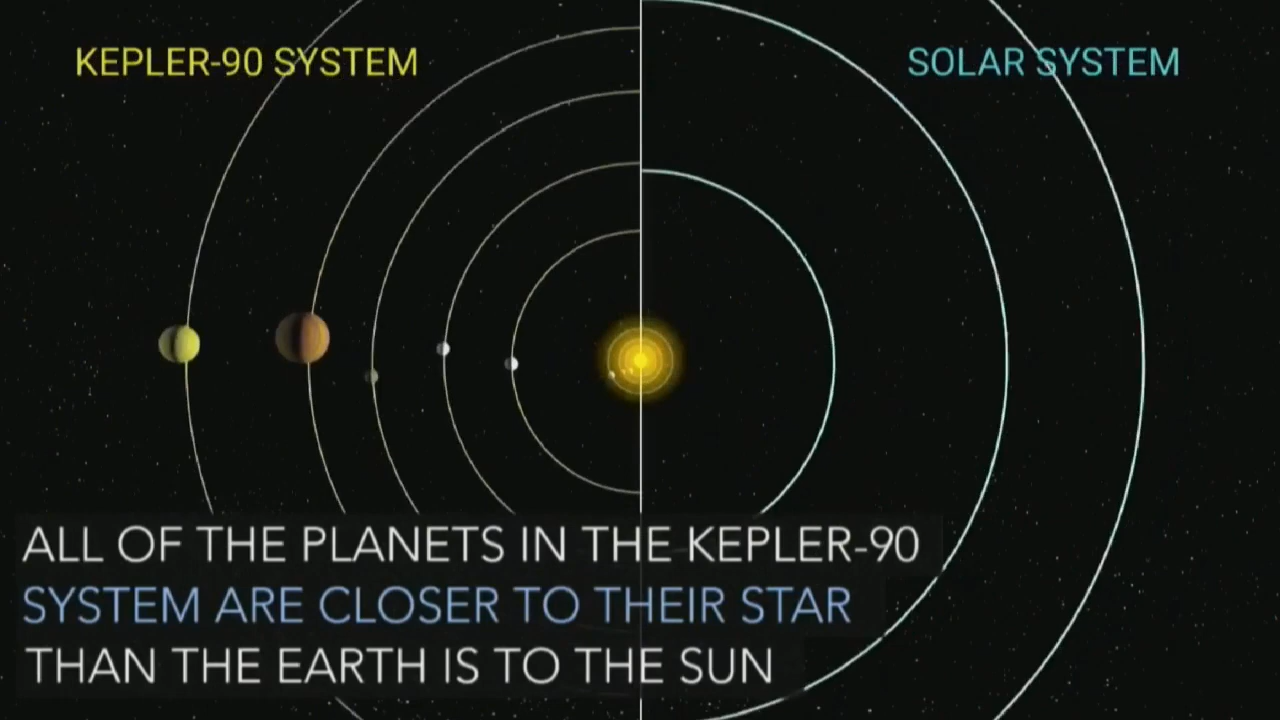 KEPLER-90 SYSTEM
SOLAR SYSTEM
ALL OF THE PLANETS IN THE KEPLER-90
SYSTEM ARE CLOSER TO THEIR STAR
THAN THE EARTH IS TO THE SUN